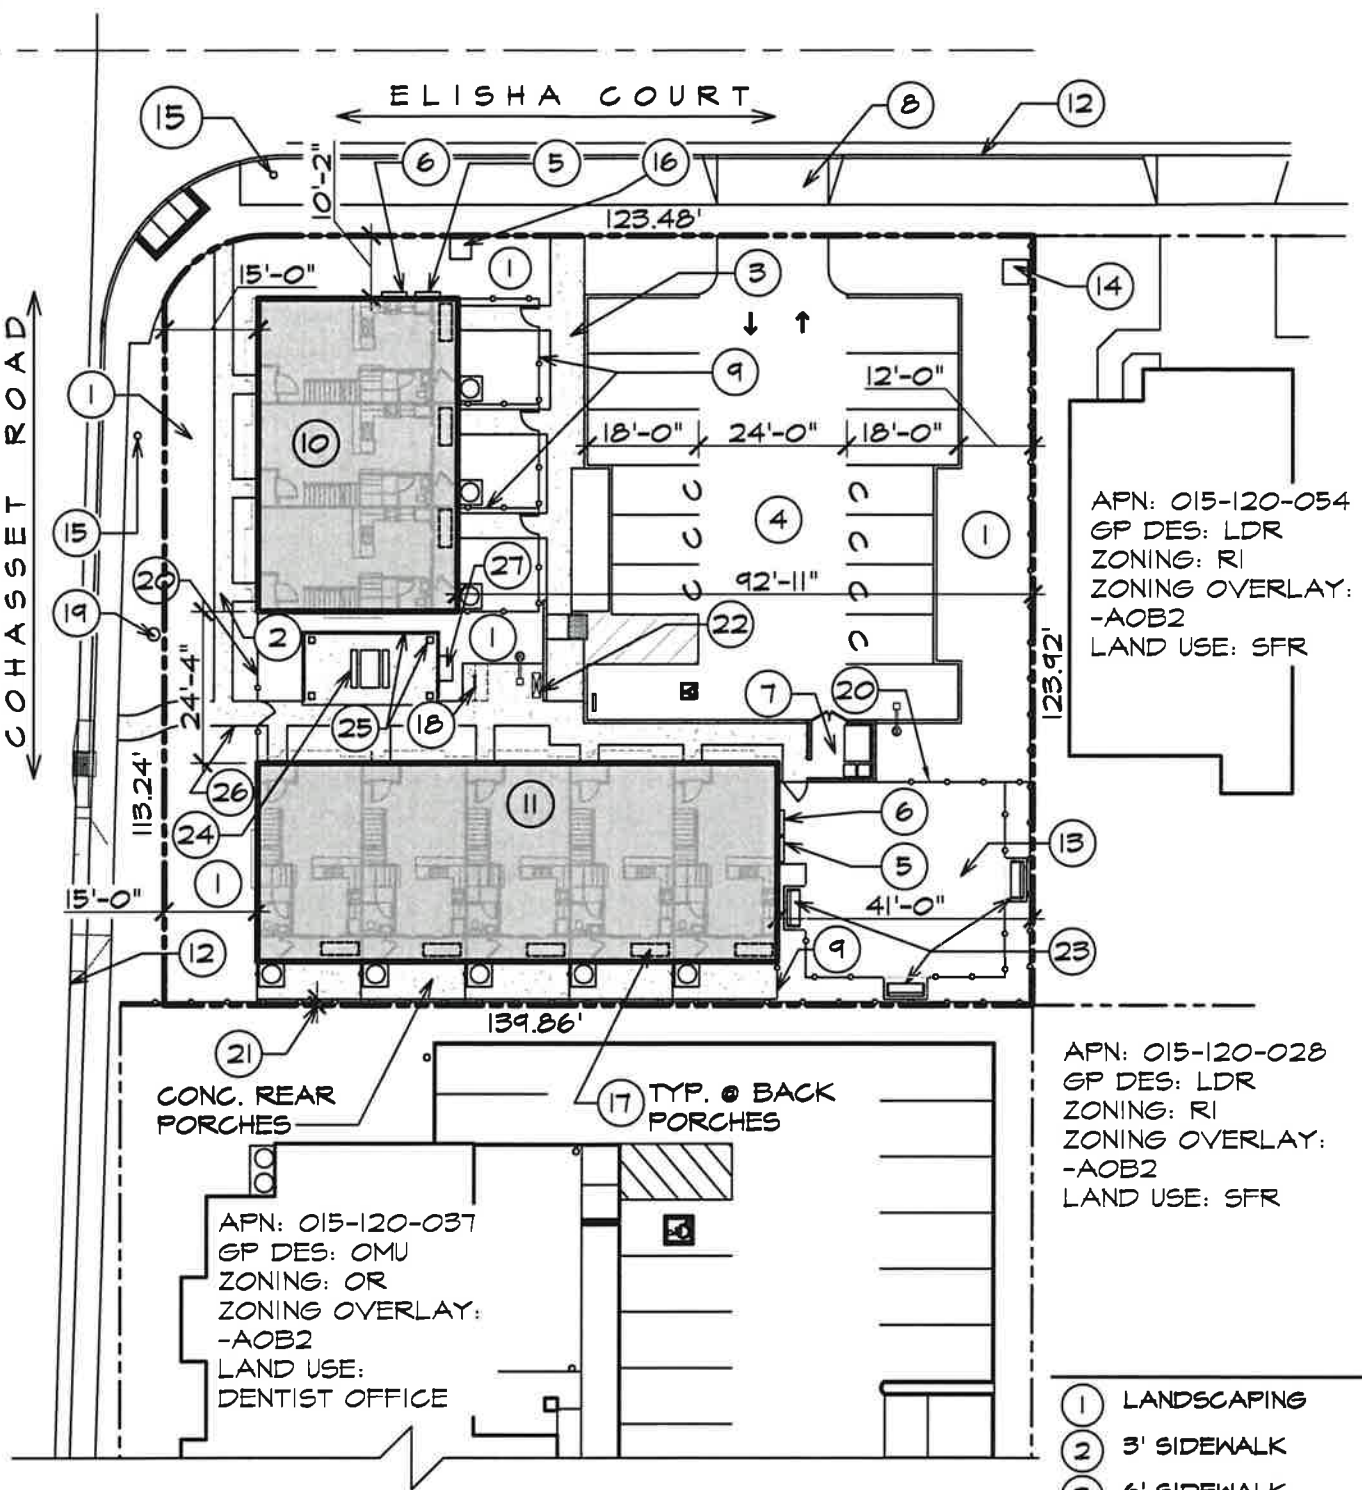 ELISHA COURT
15
6
5
16
8
12
10'-2"
123.48'
15'-0"
1
3
14
COHASSET ROAD
1
9
12'-0"
10
18'-0"
24'-0"
18'-0"
APN: 015-120-054
GP DES: LDR
ZONING: R1
ZONING OVERLAY:
-AOB2
LAND USE: SFR
15
4
1
20
27
92'-11"
19
2
1
22
24'-4"
7
20
123.92'
25
18
113.24'
26
11
6
24
5
13
1
15'-0"
41'-0"
12
9
23
139.86'
21
CONC. REAR
PORCHES
17
TYP. @ BACK
PORCHES
APN: 015-120-028
GP DES: LDR
ZONING: R1
ZONING OVERLAY:
-AOB2
LAND USE: SFR
APN: 015-120-037
GP DES: OMU
ZONING: OR
ZONING OVERLAY:
-AOB2
LAND USE:
DENTIST OFFICE
1 LANDSCAPING
2 3' SIDEWALK
3 6' SIDEWALK